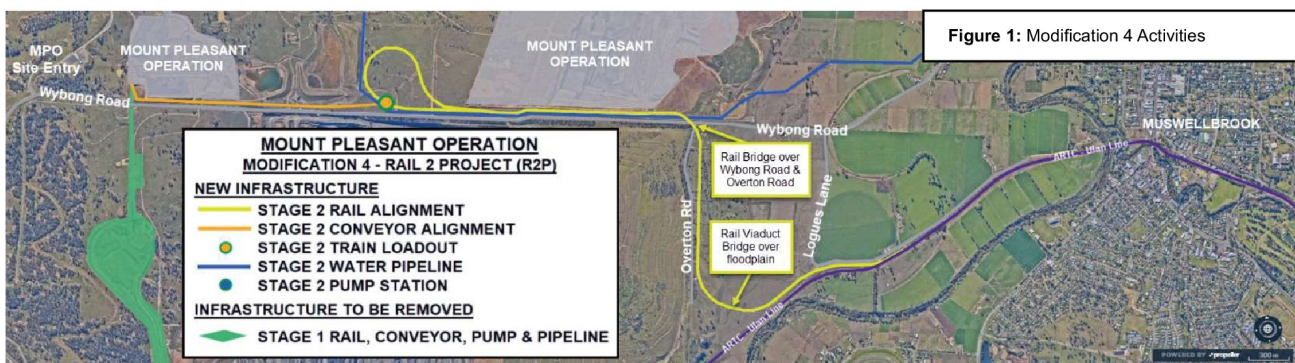 Figure 1: Modification 4 Activities
MPO
Site Entry
MOUNT PLEASANT
OPERATION
MOUNT PLEASANT
OPERATION
Wybong Road
Wybong Road
MUSWELLBROOK
ARTC - Ulan Line
Rail Bridge over
Wybong Road &
Overton Road
Logues Lane
Overton Rd
Rail Viaduct
Bridge over
floodplain
ARTC - Ulan Line
MOUNT PLEASANT OPERATION
MODIFICATION 4 - RAIL 2 PROJECT (R2P)
NEW INFRASTRUCTURE
STAGE 2 RAIL ALIGNMENT
STAGE 2 CONVEYOR ALIGNMENT
STAGE 2 TRAIN LOADOUT
STAGE 2 WATER PIPELINE
STAGE 2 PUMP STATION
INFRASTRUCTURE TO BE REMOVED
STAGE 1 RAIL, CONVEYOR, PUMP & PIPELINE
POWERED BY propeller
300 m